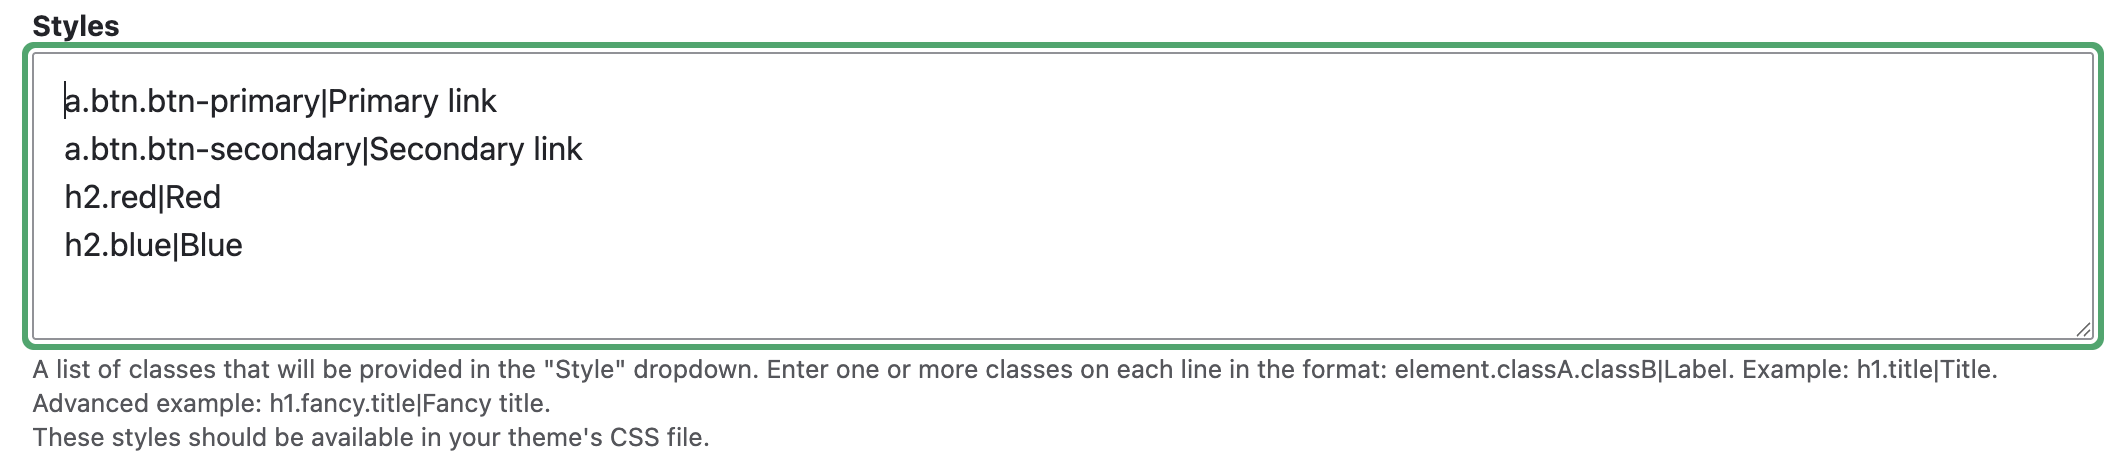 Styles
a.btn.btn-primary|Primary link
a.btn.btn-secondary|Secondary link
h2.red|Red
h2.blue|Blue
A list of classes that will be provided in the "Style" dropdown. Enter one or more classes on each line in the format: element.classA.classB|Label. Example: h1.title|Title.
Advanced example: h1.fancy.title|Fancy title.
These styles should be available in your theme's CSS file.